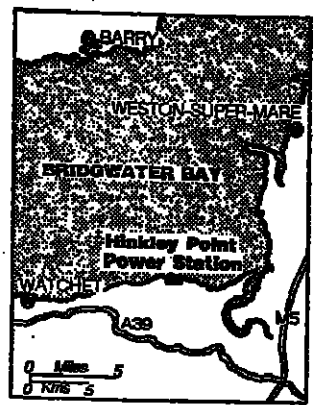 BARRY
WESTON-SUPER-MARE
BRIDGWATER BAY
Hinkley Point
Power Station
WATCHET
A39
M5
0 Miles 5
0 Kms 5